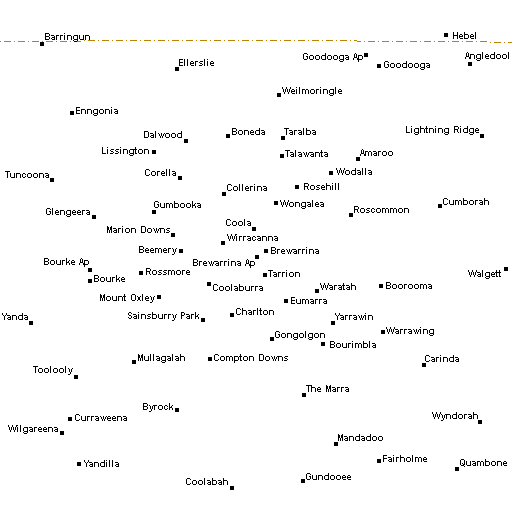 Hebel
Barringun
Goodooga Ap
Angledool
Ellerslie
Goodooga
Weilmoringle
Enngonia
Lightning Ridge
Dalwood
Boneda
Taralba
Lissington
Talawanta
Amaroo
Tuncoona
Corella
Wodalla
Collerina
Rosehill
Gumbooka
Wongalea
Cumborah
Glengeera
Roscommon
Coola
Marion Downs
Wirracanna
Beemery
Brewarrina
Bourke Ap
Brewarrina Ap
Rossmore
Tarrion
Walgett
Bourke
Coolaburra
Waratah
Boorooma
Mount Oxley
Eumarra
Yanda
Sainsbury Park
Charlton
Yarrawin
Warrawing
Gongolgon
Bourimbla
Mullagalah
Compton Downs
Carinda
Toolooly
The Marra
Byrock
Curraweena
Wyndorah
Wilgareena
Mandadoo
Yandilla
Fairholme
Quambone
Coolabah
Gundooee